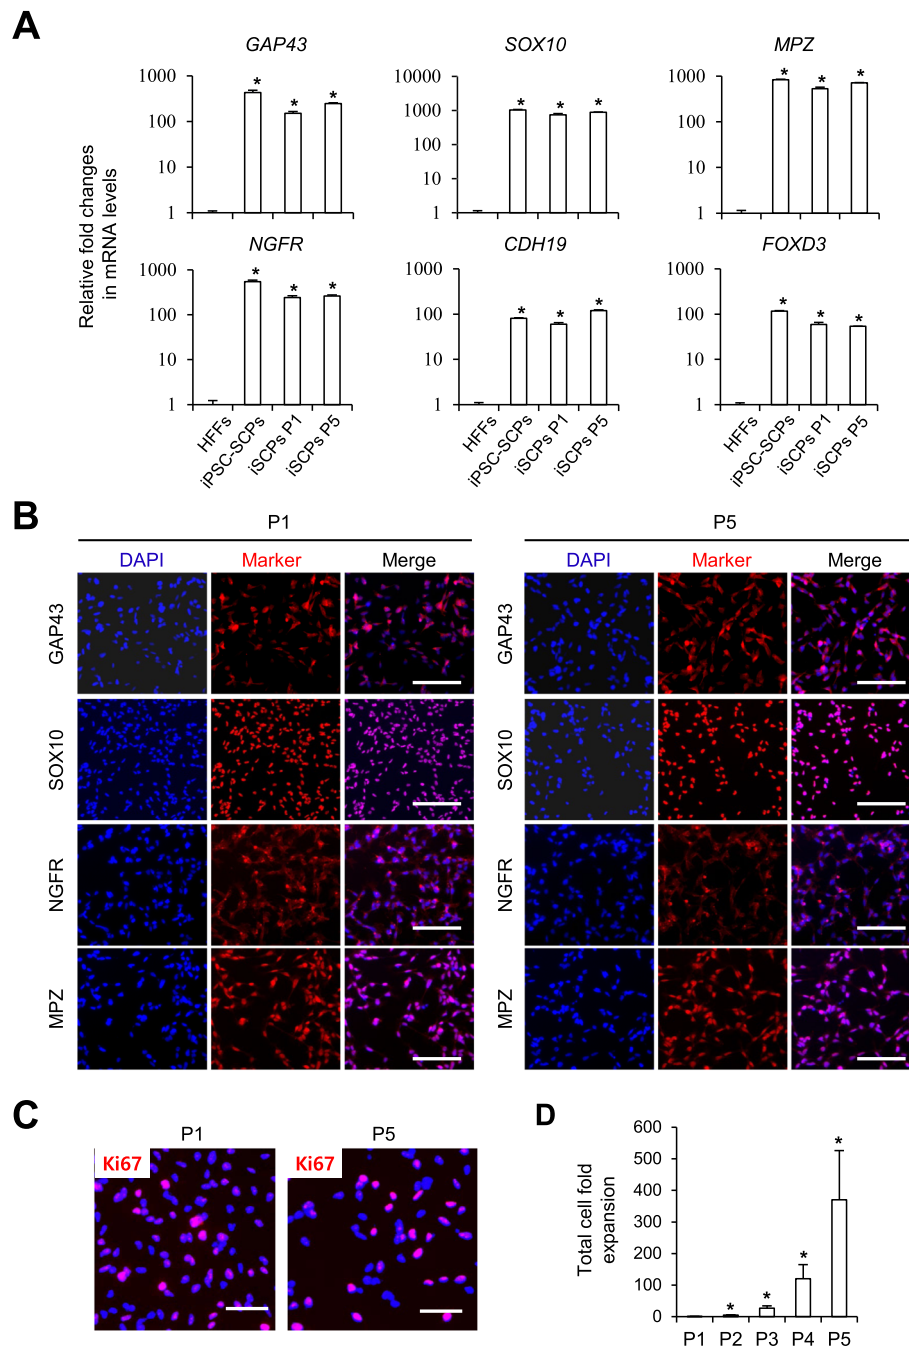 A
GAP43 SOX10 MPZ
Relative fold changes
in mRNA levels
1000 * * *
100
10
1
10000
1000 * * *
100
10
1
1000 * * *
100
10
1
NGFR CDH19 FOXD3
1000 * * *
100
10
1
1000
100 * * *
10
1
1000
100 * * *
10
1
HFFs iPSC-SCPs iSCPs P1 iSCPs P5
HFFs iPSC-SCPs iSCPs P1 iSCPs P5
HFFs iPSC-SCPs iSCPs P1 iSCPs P5
B
P1 P5
DAPI Marker Merge DAPI Marker Merge
GAP43 GAP43
SOX10 SOX10
NGFR NGFR
MPZ MPZ
C
P1 P5
Ki67 Ki67
D
Total cell fold
expansion
600
500
400
300
200
100
0
* * * *
P1 P2 P3 P4 P5